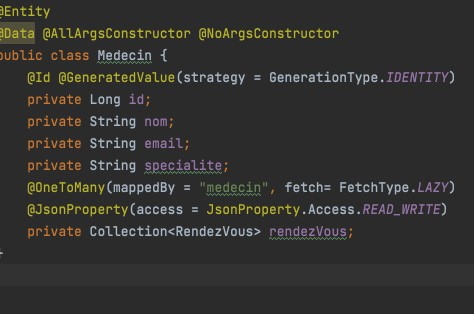 @Entity
@Data @AllArgsConstructor @NoArgsConstructor
public class Medecin {
@Id @GeneratedValue(strategy = GenerationType.IDENTITY)
private Long id;
private String nom;
private String email;
private String specialite;
@OneToMany(mappedBy = "medecin", fetch= FetchType.LAZY)
@JsonProperty(access = JsonProperty.Access.READ_WRITE)
private Collection<RendezVous> rendezVous;
}